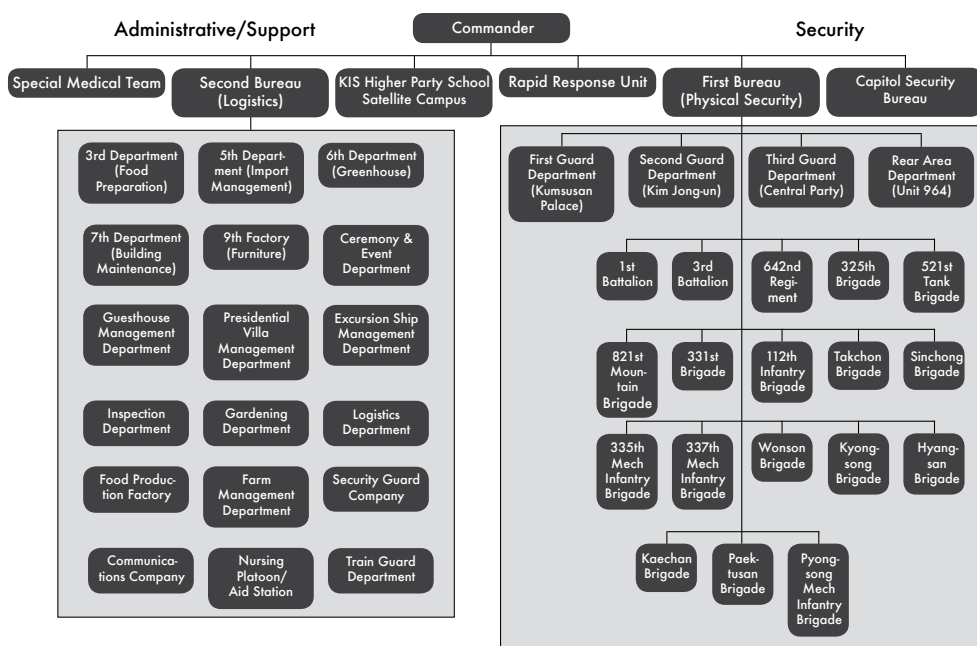 Administrative/Support
Commander
Security
Special Medical Team
Second Bureau
(Logistics)
KIS Higher Party School
Satellite Campus
Rapid Response Unit
First Bureau
(Physical Security)
Capitol Security
Bureau
3rd Department
(Food
Preparation)
5th Depart-
ment (Import
Management)
6th Department
(Greenhouse)
7th Department
(Building
Maintenance)
9th Factory
(Furniture)
Ceremony &
Event
Department
Guesthouse
Management
Department
Presidential
Villa
Management
Department
Excursion Ship
Management
Department
Inspection
Department
Gardening
Department
Logistics
Department
Food Produc-
tion Factory
Farm
Management
Department
Security Guard
Company
Communica-
tions Company
Nursing
Platoon/
Aid Station
Train Guard
Department
First Guard
Department
(Kumsusan
Palace)
Second Guard
Department
(Kim Jong-un)
Third Guard
Department
(Central Party)
Rear Area
Department
(Unit 964)
1st
Battalion
3rd
Battalion
642nd
Regi-
ment
325th
Brigade
521st
Tank
Brigade
821st
Moun-
tain
Brigade
331st
Brigade
112th
Infantry
Brigade
Takchon
Brigade
Sinchong
Brigade
335th
Mech
Infantry
Brigade
337th
Mech
Infantry
Brigade
Wonson
Brigade
Kyong-
song
Brigade
Hyang-
san
Brigade
Kaechan
Brigade
Paek-
tusan
Brigade
Pyong-
song
Mech
Infantry
Brigade